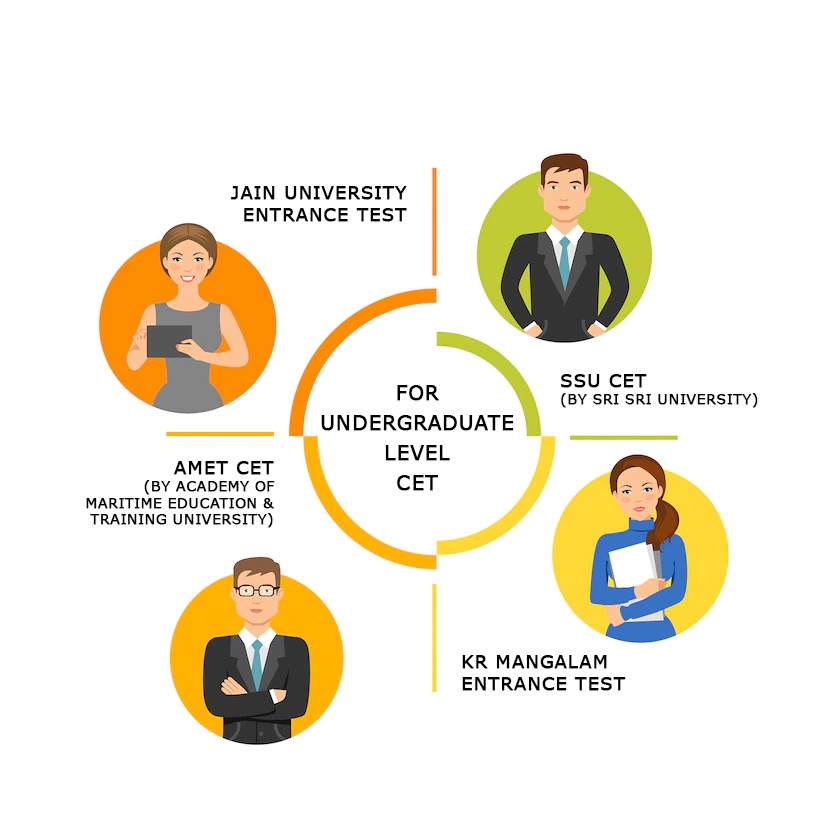 JAIN UNIVERSITY
ENTRANCE TEST
SSU CET
(BY SRI SRI UNIVERSITY)
FOR
UNDERGRADUATE
LEVEL
CET
AMET CET
(BY ACADEMY OF
MARITIME EDUCATION &
TRAINING UNIVERSITY)
KR MANGALAM
ENTRANCE TEST